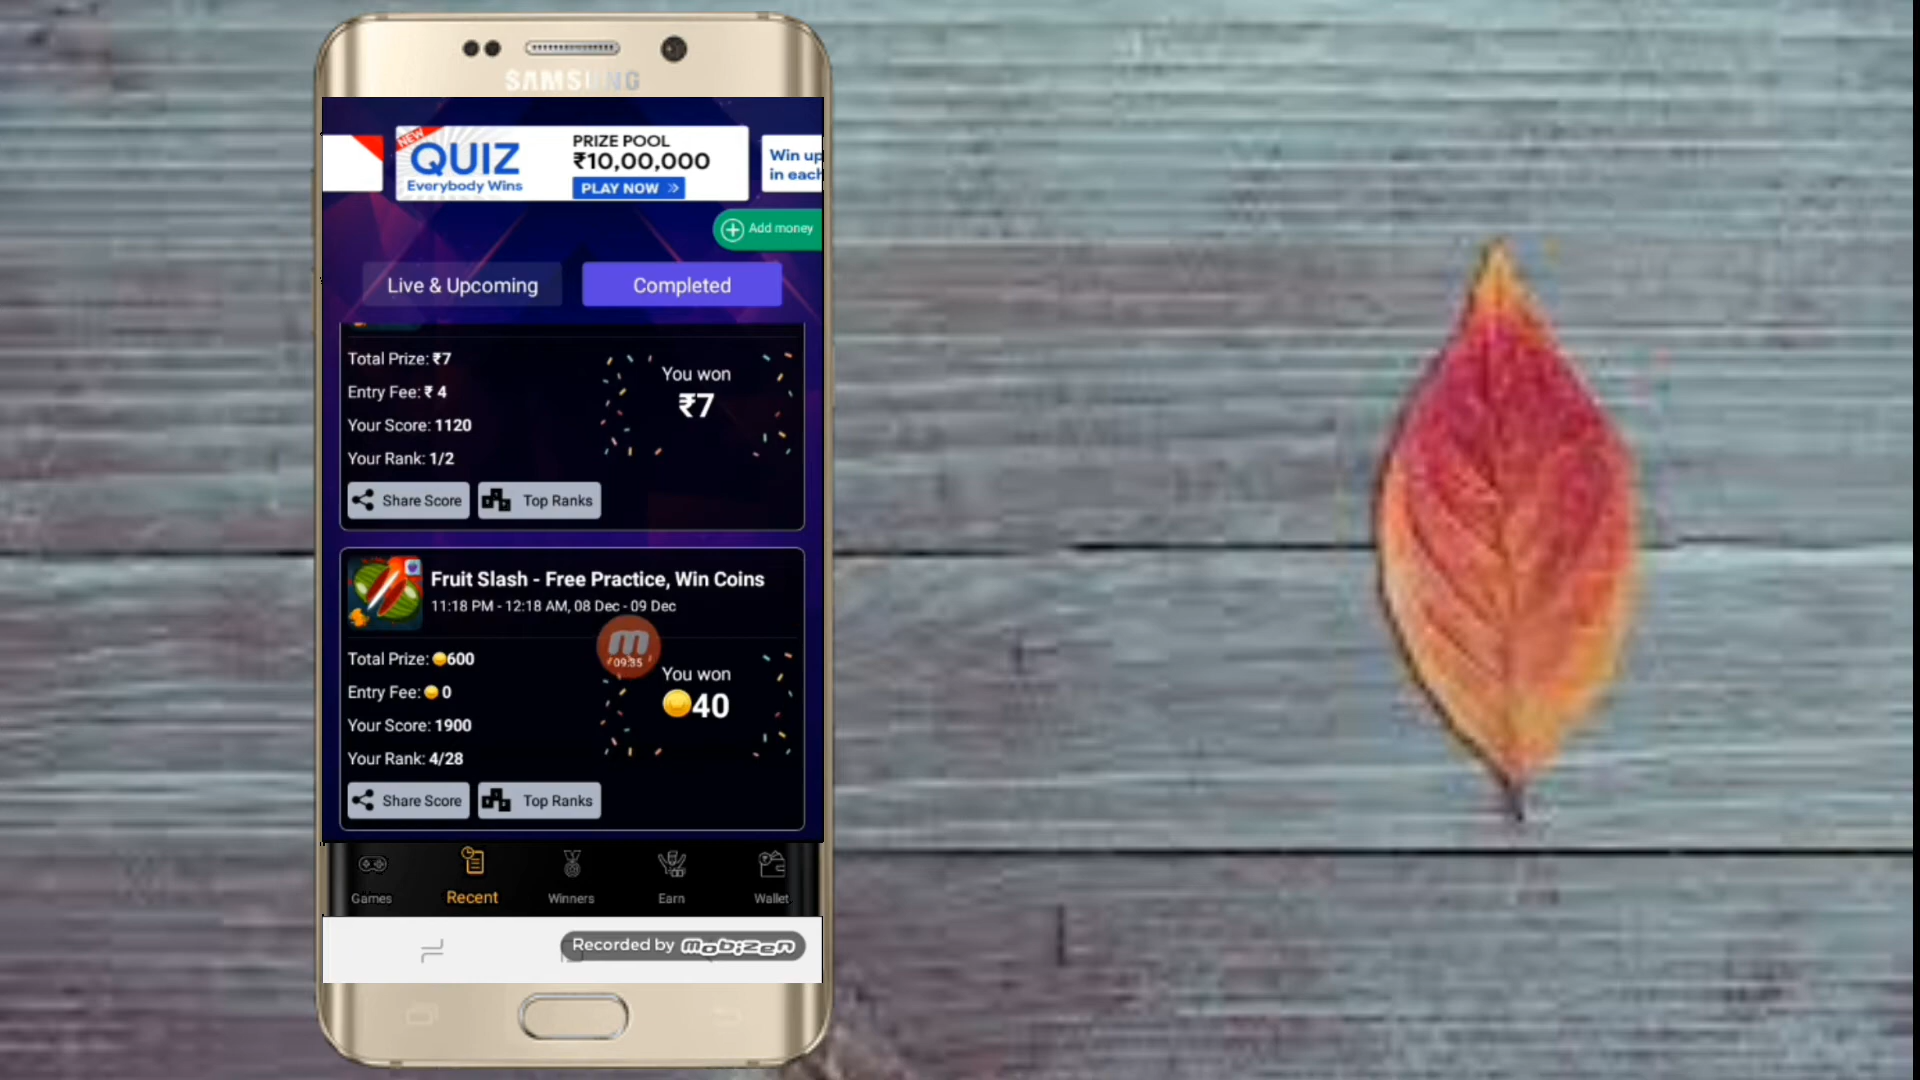 SAMSUNG
NEW
QUIZ
Everybody Wins
PRIZE POOL
₹10,00,000
PLAY NOW »
Win up
in each
Add money
Live & Upcoming
Completed
Total Prize: ₹7
Entry Fee: ₹ 4
Your Score: 1120
Your Rank: 1/2
You won
₹7
Share Score
Top Ranks
Fruit Slash - Free Practice, Win Coins
11:18 PM - 12:18 AM, 08 Dec - 09 Dec
m
09:35
Total Prize: 600
Entry Fee: 0
Your Score: 1900
Your Rank: 4/28
You won
40
Share Score
Top Ranks
Games
Recent
Winners
Earn
Wallet
Recorded by mobizen